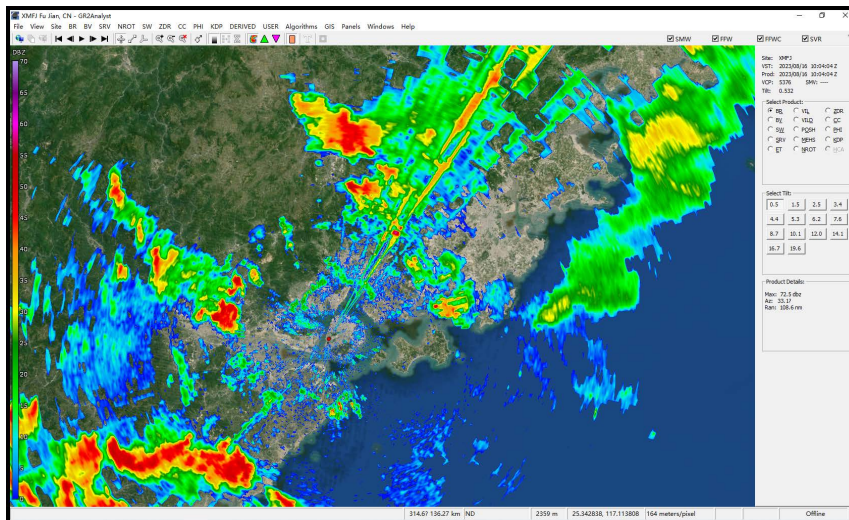 XMFJ Fu Jian, CN - GR2Analyst
File View Site BR BV SRV NROT SW ZDR CC PHI KDP DERIVED USER Algorithms GIS Panels Windows Help
SMW FFW FFWC SVR
DBZ
70
65
60
55
50
45
40
35
30
25
20
15
10
5
0
Site: XMFJ
VST: 2023/08/16 10:04:04 Z
Prod: 2023/08/16 10:04:04 Z
VCP: 5376 SMV: ---
Tilt: 0.532
Select Product:
BR VIL ZDR
BV VILD CC
SW POSH PHI
SRV MEHS KDP
ET NROT HCA
Select Tilt:
0.5 1.5 2.5 3.4
4.4 5.3 6.2 7.6
8.7 10.1 12.0 14.1
16.7 19.6
Product Details:
Max: 72.5 dbz
Az: 33.1?
Ran: 108.6 nm
314.6? 136.27 km ND 2359 m 25.342838, 117.113808 164 meters/pixel Offline